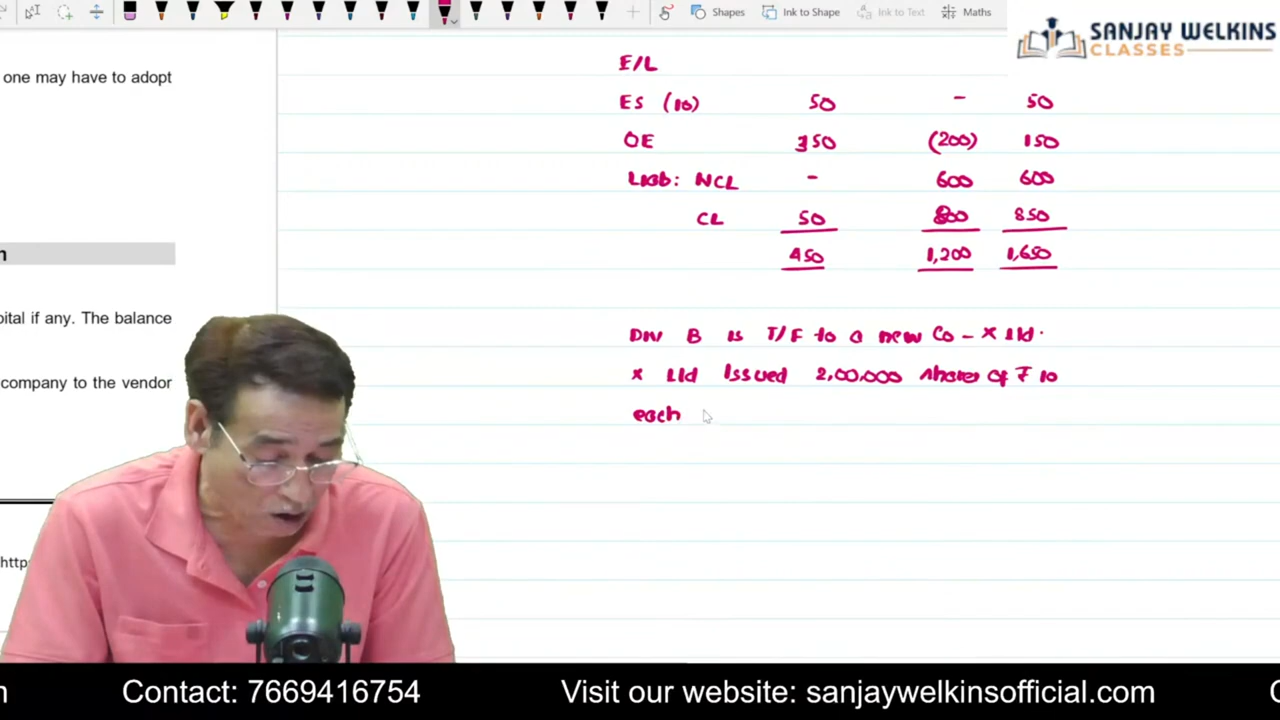 Shapes Ink to Shape Ink to Text Maths
SANJAY WELKINS
CLASSES
one may have to adopt
E/L
ES (10) 50 - 50
OE 350 (200) 150
Liab: NCL - 600 600
CL 50 800 850
450 1,200 1,650
n
pital if any. The balance
company to the vendor
Div B is T/F to a new Co - X Ltd.
X Ltd Issued 2,00,000 shares of ₹ 10
each
http
n Contact: 7669416754 Visit our website: sanjaywelkinsofficial.com C